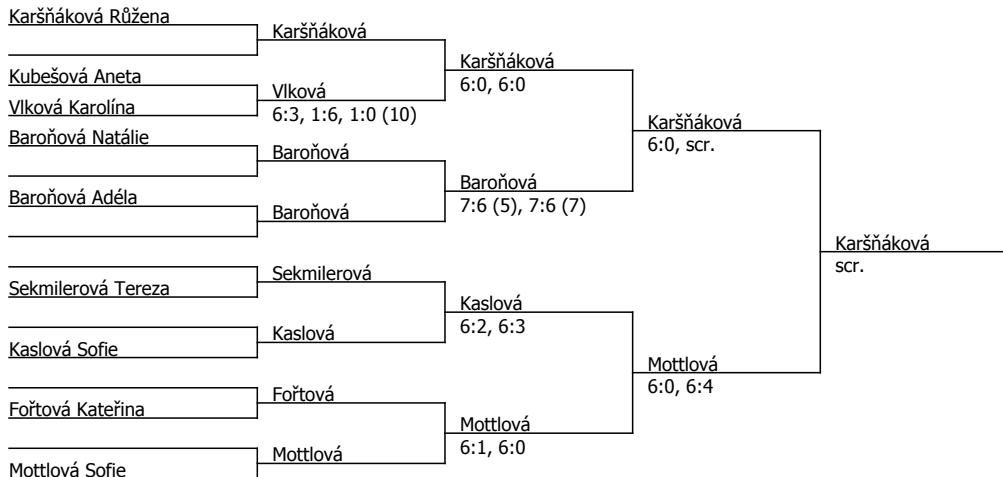 Karšňáková Růžena
Kubešová Aneta
Vlková Karolína
Baroňová Natálie
Baroňová Adéla
Sekmilerová Tereza
Kaslová Sofie
Fořtová Kateřina
Mottlová Sofie
Karšňáková
Vlková
6:3, 1:6, 1:0 (10)
Baroňová
Baroňová
Sekmilerová
Kaslová
Fořtová
Mottlová
Karšňáková
6:0, 6:0
Baroňová
7:6 (5), 7:6 (7)
Kaslová
6:2, 6:3
Mottlová
6:1, 6:0
Karšňáková
6:0, scr.
Mottlová
6:0, 6:4
Karšňáková
scr.